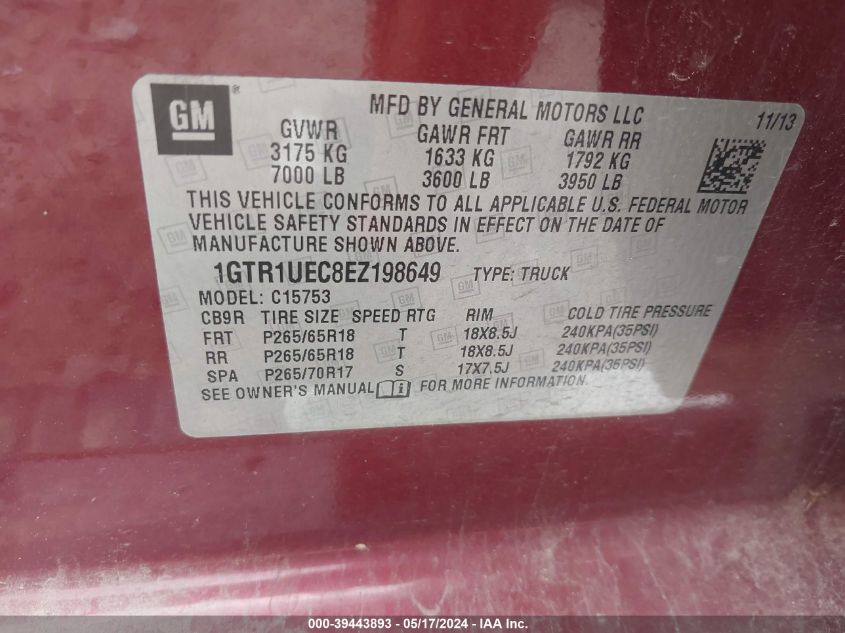 GM ®
MFD BY GENERAL MOTORS LLC
11/13
GVWR GAWR FRT GAWR RR
3175 KG 1633 KG 1792 KG
7000 LB 3600 LB 3950 LB
THIS VEHICLE CONFORMS TO ALL APPLICABLE U.S. FEDERAL MOTOR
VEHICLE SAFETY STANDARDS IN EFFECT ON THE DATE OF
MANUFACTURE SHOWN ABOVE.
1GTR1UEC8EZ198649 TYPE: TRUCK
MODEL: C15753
CB9R TIRE SIZE SPEED RTG RIM COLD TIRE PRESSURE
FRT P265/65R18 T 18X8.5J 240KPA(35PSI)
RR P265/65R18 T 18X8.5J 240KPA(35PSI)
SPA P265/70R17 S 17X7.5J 240KPA(35PSI)
SEE OWNER'S MANUAL i FOR MORE INFORMATION.
000-39443893 - 05/17/2024 - IAA Inc.